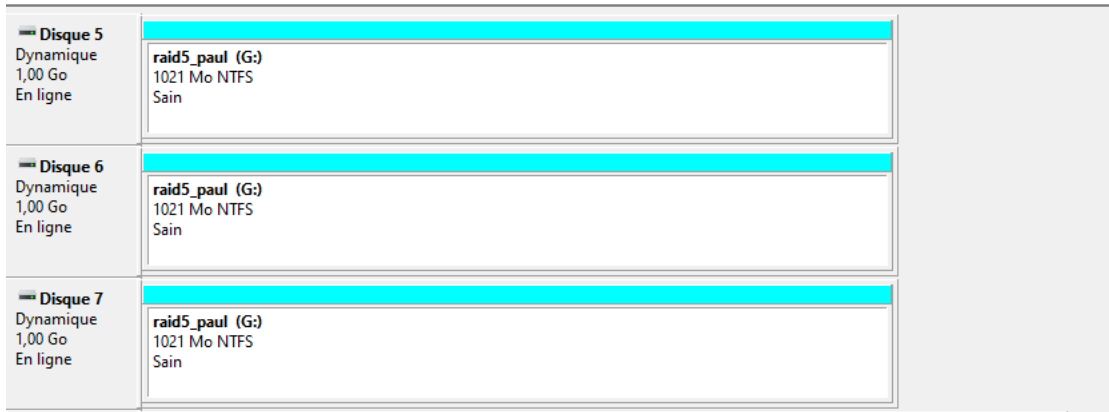 Disque 5
Dynamique
1,00 Go
En ligne
raid5_paul (G:)
1021 Mo NTFS
Sain
Disque 6
Dynamique
1,00 Go
En ligne
raid5_paul (G:)
1021 Mo NTFS
Sain
Disque 7
Dynamique
1,00 Go
En ligne
raid5_paul (G:)
1021 Mo NTFS
Sain